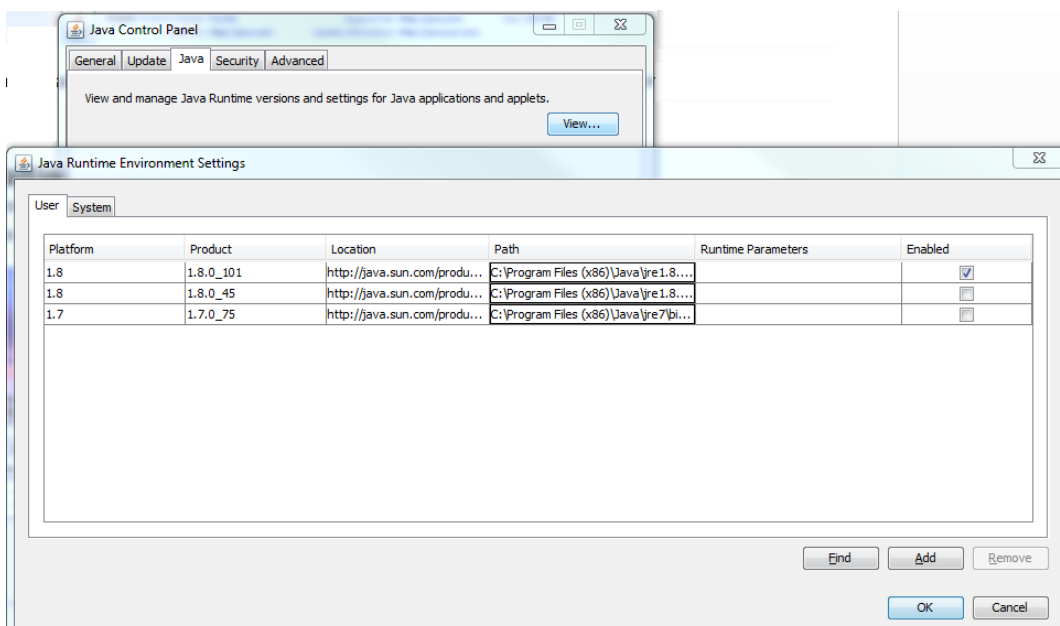 Java Control Panel
General Update Java Security Advanced
View and manage Java Runtime versions and settings for Java applications and applets.
View...
Java Runtime Environment Settings
User System
Platform Product Location Path Runtime Parameters Enabled
1.8 1.8.0_101 http://java.sun.com/produ... C:\Program Files (x86)\Java\jre1.8....
1.8 1.8.0_45 http://java.sun.com/produ... C:\Program Files (x86)\Java\jre1.8....
1.7 1.7.0_75 http://java.sun.com/produ... C:\Program Files (x86)\Java\jre7\bi...
Find Add Remove
OK Cancel